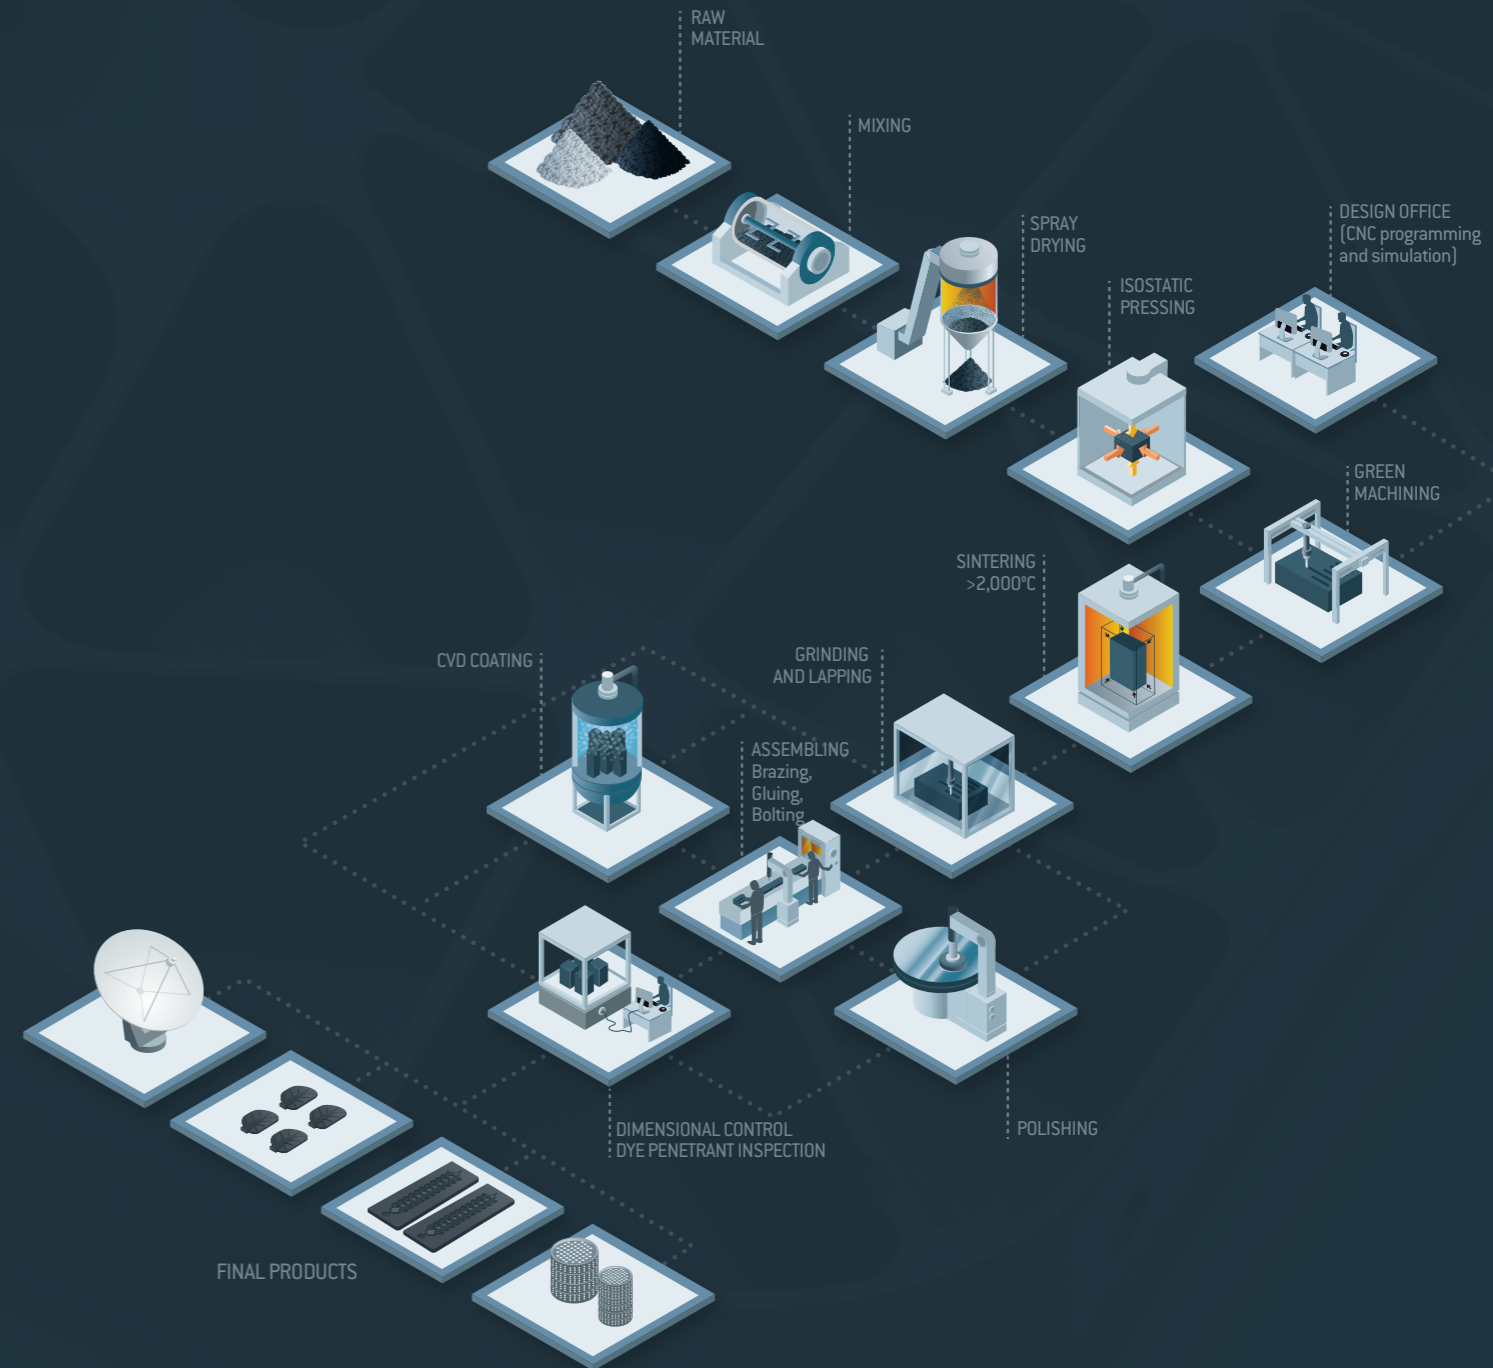 RAW
MATERIAL
MIXING
SPRAY
DRYING
DESIGN OFFICE
(CNC programming
and simulation)
ISOSTATIC
PRESSING
GREEN
MACHINING
SINTERING
>2,000°C
GRINDING
AND LAPPING
CVD COATING
ASSEMBLING
Brazing,
Gluing,
Bolting
POLISHING
DIMENSIONAL CONTROL
DYE PENETRANT INSPECTION
FINAL PRODUCTS